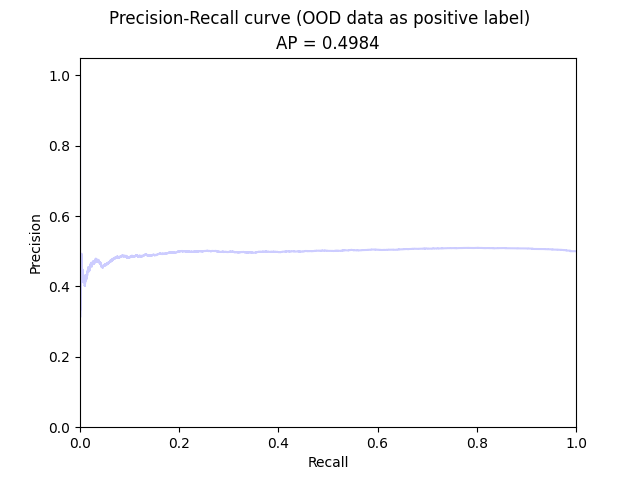 Precision-Recall curve (OOD data as positive label)
AP = 0.4984
1.0
0.8
0.6
0.4
0.2
0.0
Precision
0.0 0.2 0.4 0.6 0.8 1.0
Recall